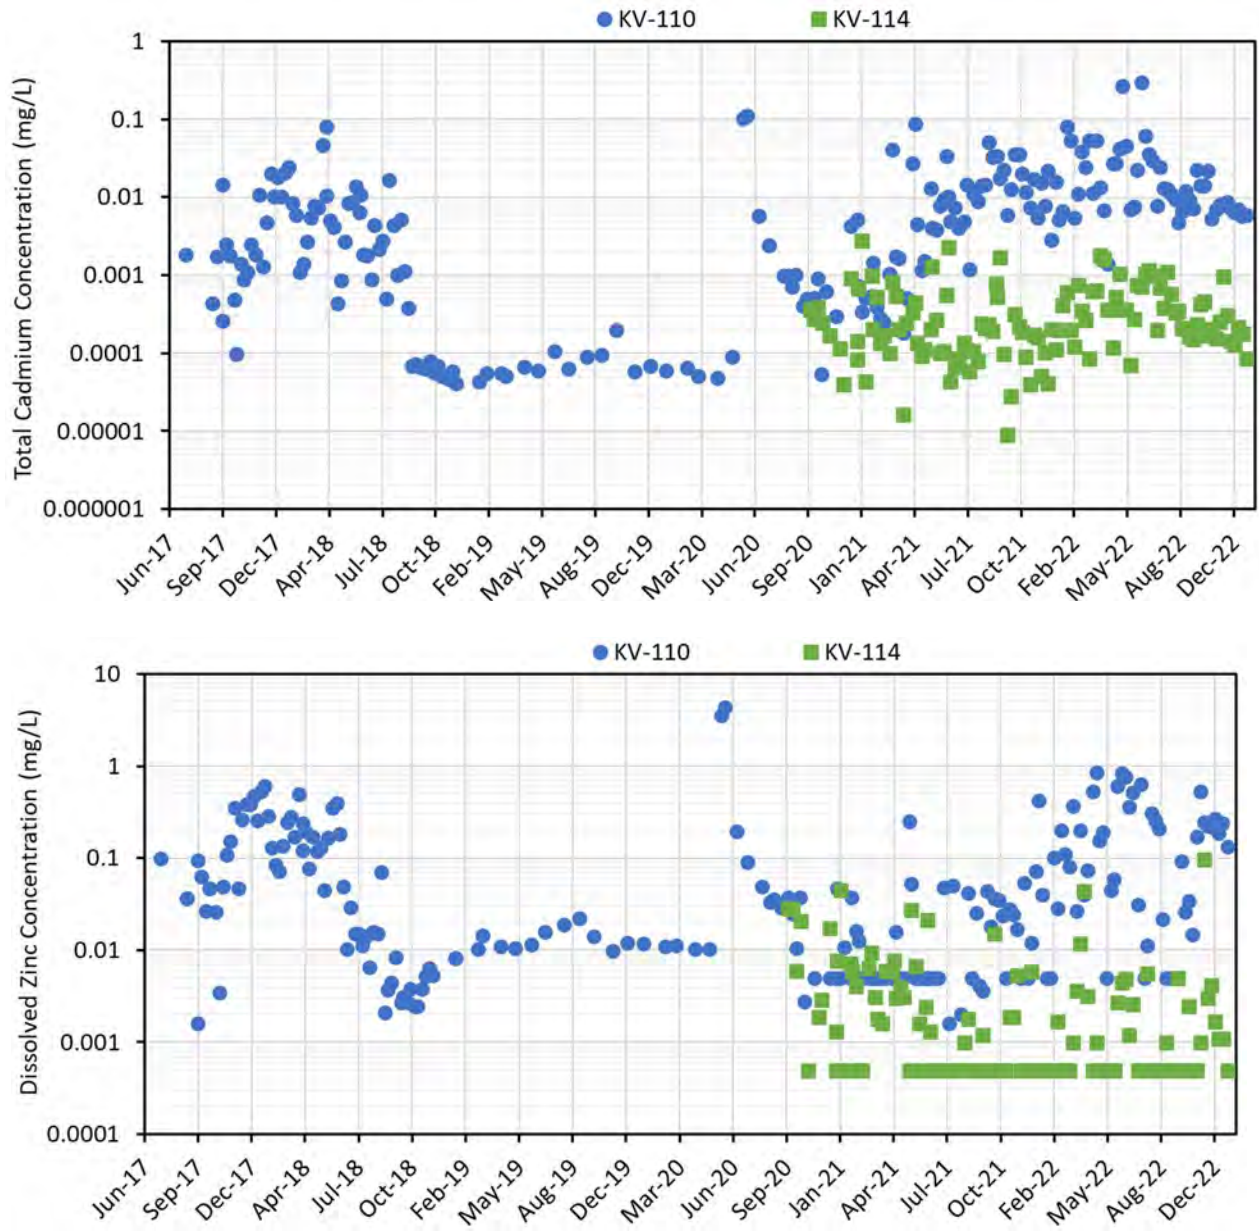 KV-110 KV-114
Total Cadmium Concentration (mg/L)
1
0.1
0.01
0.001
0.0001
0.00001
0.000001
Jun-17 Sep-17 Dec-17 Apr-18 Jul-18 Oct-18 Feb-19 May-19 Aug-19 Dec-19 Mar-20 Jun-20 Sep-20 Jan-21 Apr-21 Jul-21 Oct-21 Feb-22 May-22 Aug-22 Dec-22
KV-110 KV-114
Dissolved Zinc Concentration (mg/L)
10
1
0.1
0.01
0.001
0.0001
Jun-17 Sep-17 Dec-17 Apr-18 Jul-18 Oct-18 Feb-19 May-19 Aug-19 Dec-19 Mar-20 Jun-20 Sep-20 Jan-21 Apr-21 Jul-21 Oct-21 Feb-22 May-22 Aug-22 Dec-22